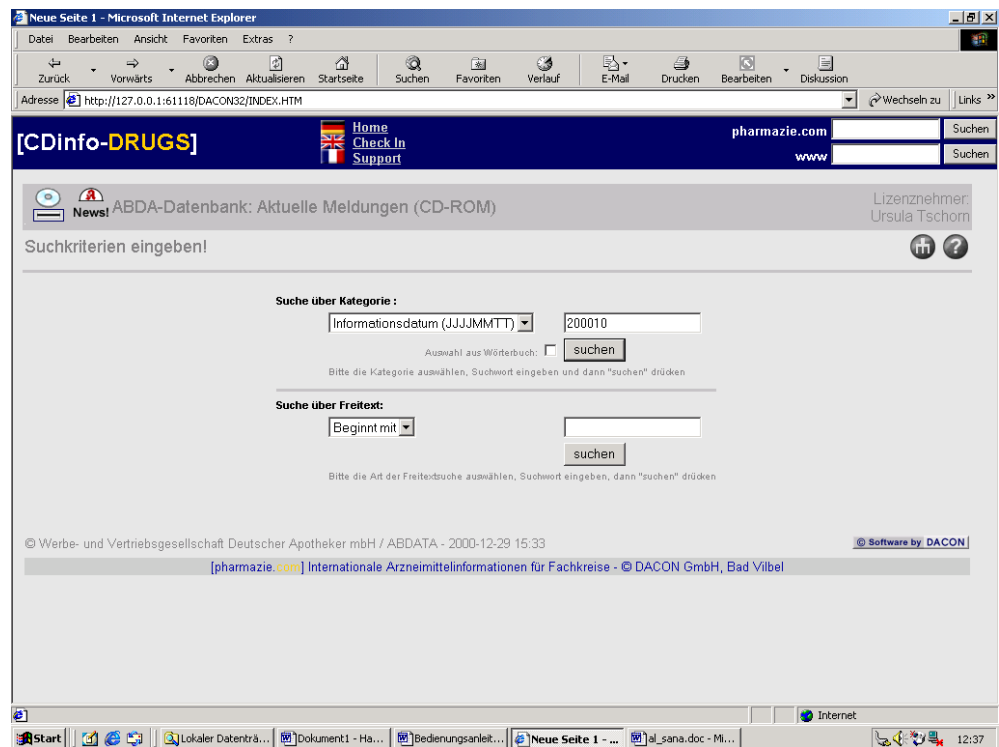 Neue Seite 1 - Microsoft Internet Explorer
Datei Bearbeiten Ansicht Favoriten Extras ?
Zurück Vorwärts Abbrechen Aktualisieren Startseite Suchen Favoriten Verlauf E-Mail Drucken Bearbeiten Diskussion
Adresse http://127.0.0.1:61118/DACON32/INDEX.HTM Wechseln zu Links »
[CDinfo-DRUGS]
Home
Check In
Support
pharmazie.com Suchen
www Suchen
News! ABDA-Datenbank: Aktuelle Meldungen (CD-ROM)
Lizenznehmer:
Ursula Tschorn
Suchkriterien eingeben!
?
Suche über Kategorie :
Informationsdatum (JJJJMMTT) 200010
Auswahl aus Wörterbuch: suchen
Bitte die Kategorie auswählen, Suchwort eingeben und dann "suchen" drücken
Suche über Freitext:
Beginnt mit
suchen
Bitte die Art der Freitextsuche auswählen, Suchwort eingeben, dann "suchen" drücken
© Werbe- und Vertriebsgesellschaft Deutscher Apotheker mbH / ABDATA - 2000-12-29 15:33
© Software by DACON
[pharmazie.com] Internationale Arzneimittelinformationen für Fachkreise - © DACON GmbH, Bad Vilbel
Internet
Start Lokaler Datenträ... Dokument1 - Ha... Bedienungsanleit... Neue Seite 1 - ... al_sana.doc - Mi... 12:37